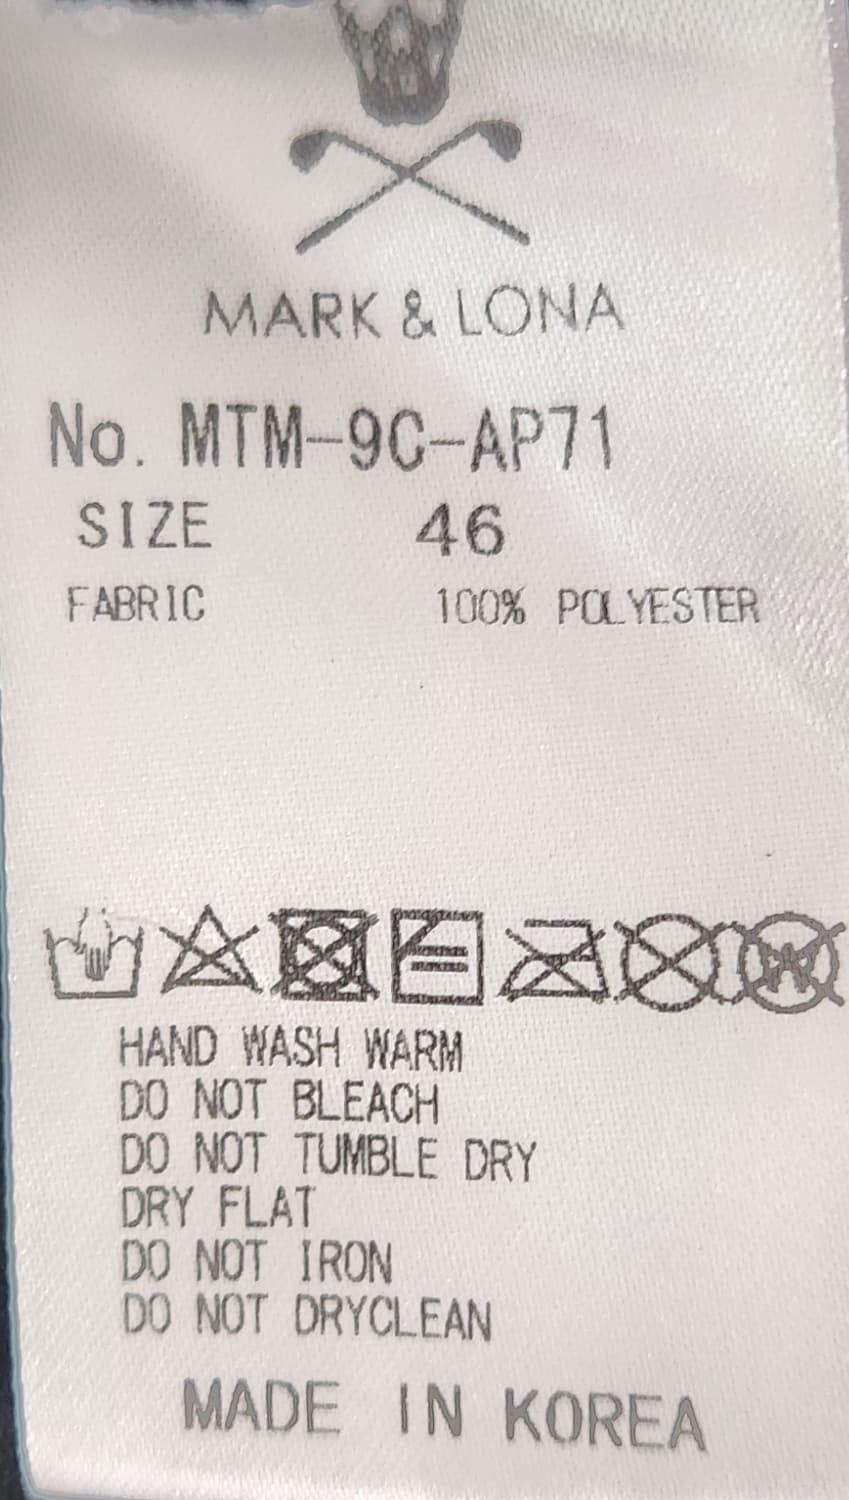 MARK & LONA
No. MTM-9C-AP71
SIZE 46
FABRIC 100% POLYESTER
HAND WASH WARM
DO NOT BLEACH
DO NOT TUMBLE DRY
DRY FLAT
DO NOT IRON
DO NOT DRYCLEAN
MADE IN KOREA